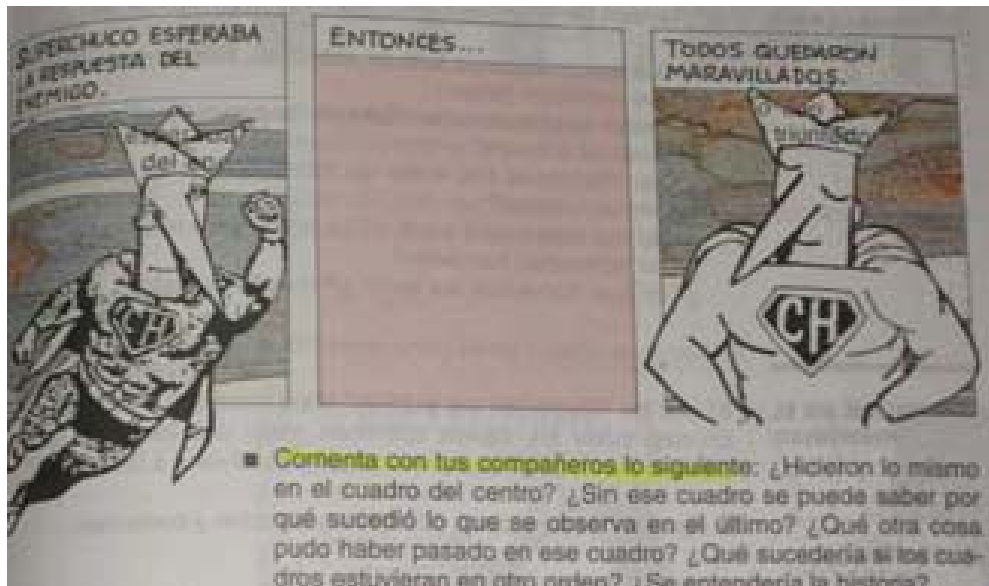 SUPERCHUCO ESPERABA
LA RESPUESTA DEL
ENEMIGO.
del
CH
ENTONCES...
TODOS QUEDARON
MARAVILLADOS.
triunfado
CH
■ Comenta con tus compañeros lo siguiente: ¿Hicieron lo mismo
en el cuadro del centro? ¿Sin ese cuadro se puede saber por
qué sucedió lo que se observa en el último? ¿Qué otra cosa
pudo haber pasado en ese cuadro? ¿Qué sucedería si los cua-
dros estuvieran en otro orden? ¿Se entendería la historia?